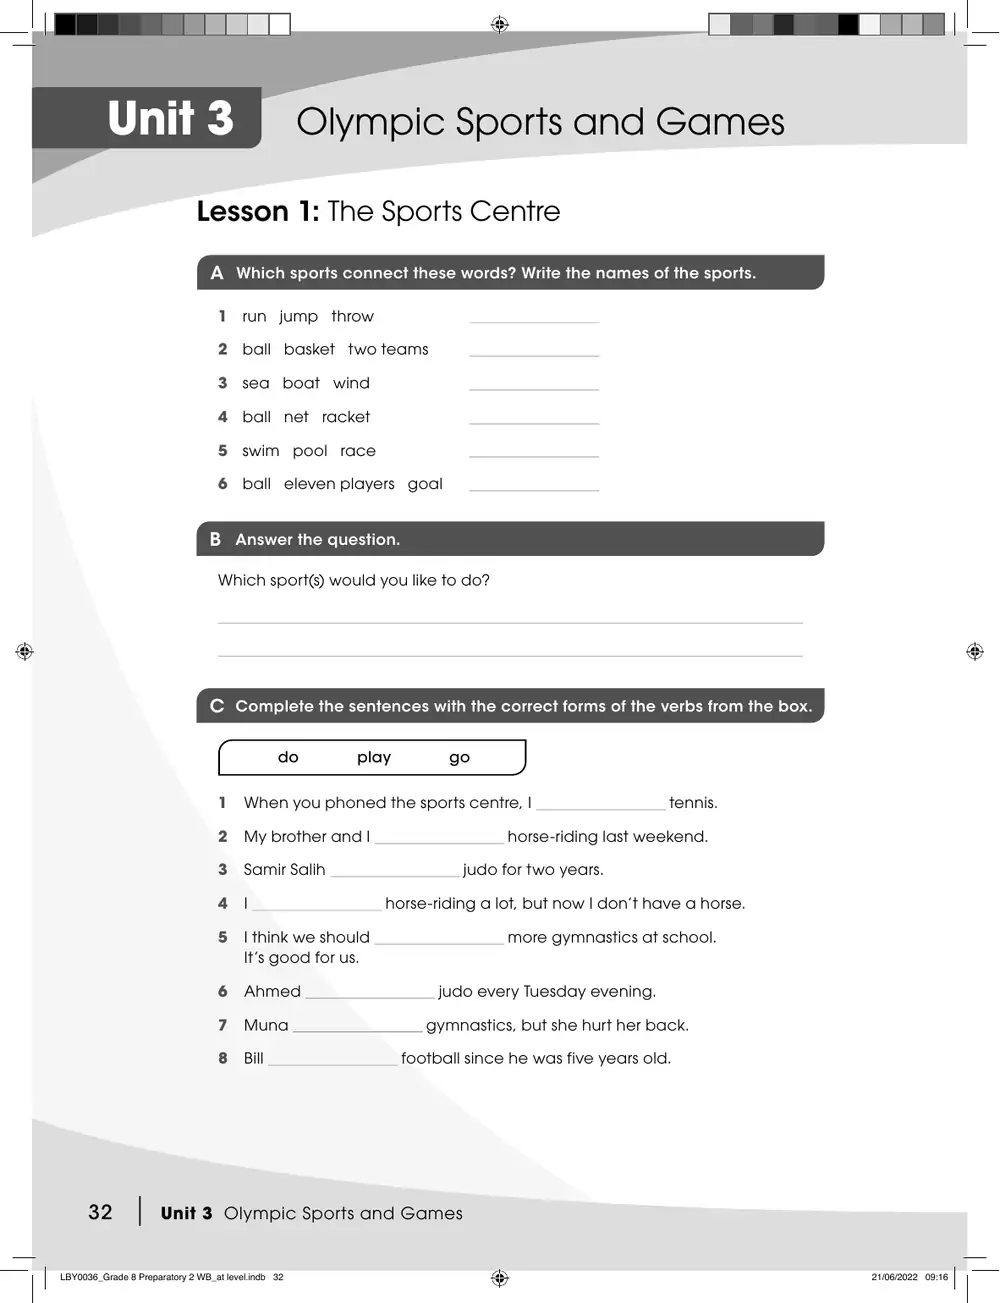 Unit 3 Olympic Sports and Games
Lesson 1: The Sports Centre
A Which sports connect these words? Write the names of the sports.
1 run jump throw
2 ball basket two teams
3 sea boat wind
4 ball net racket
5 swim pool race
6 ball eleven players goal
B Answer the question.
Which sport(s) would you like to do?
C Complete the sentences with the correct forms of the verbs from the box.
do play go
1 When you phoned the sports centre, I ______________ tennis.
2 My brother and I ______________ horse-riding last weekend.
3 Samir Salih ______________ judo for two years.
4 I ______________ horse-riding a lot, but now I don’t have a horse.
5 I think we should ______________ more gymnastics at school.
It’s good for us.
6 Ahmed ______________ judo every Tuesday evening.
7 Muna ______________ gymnastics, but she hurt her back.
8 Bill ______________ football since he was five years old.
32 Unit 3 Olympic Sports and Games
LBY0036_Grade 8 Preparatory 2 WB_at level.indb 32 21/06/2022 09:16